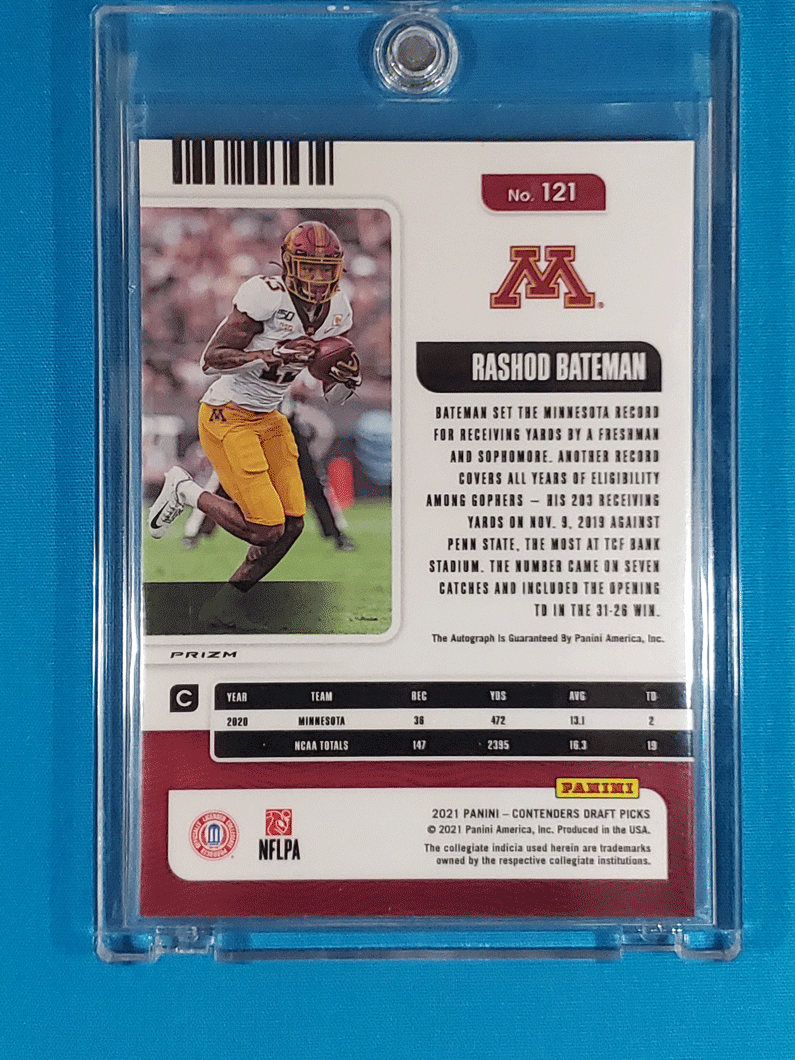 No. 121
M
RASHOD BATEMAN
BATEMAN SET THE MINNESOTA RECORD
FOR RECEIVING YARDS BY A FRESHMAN
AND SOPHOMORE. ANOTHER RECORD
COVERS ALL YEARS OF ELIGIBILITY
AMONG GOPHERS – HIS 203 RECEIVING
YARDS ON NOV. 9, 2019 AGAINST
PENN STATE, THE MOST AT TCF BANK
STADIUM. THE NUMBER CAME ON SEVEN
CATCHES AND INCLUDED THE OPENING
TD IN THE 31-26 WIN.
The Autograph Is Guaranteed By Panini America, Inc.
PRIZM
C
YEAR TEAM REC YDS AVG TD
2020 MINNESOTA 36 472 13.1 2
NCAA TOTALS 147 2395 16.3 19
PANINI
2021 PANINI – CONTENDERS DRAFT PICKS
© 2021 Panini America, Inc. Produced in the USA.
The collegiate indicia used herein are trademarks
owned by the respective collegiate institutions.
NFLPA